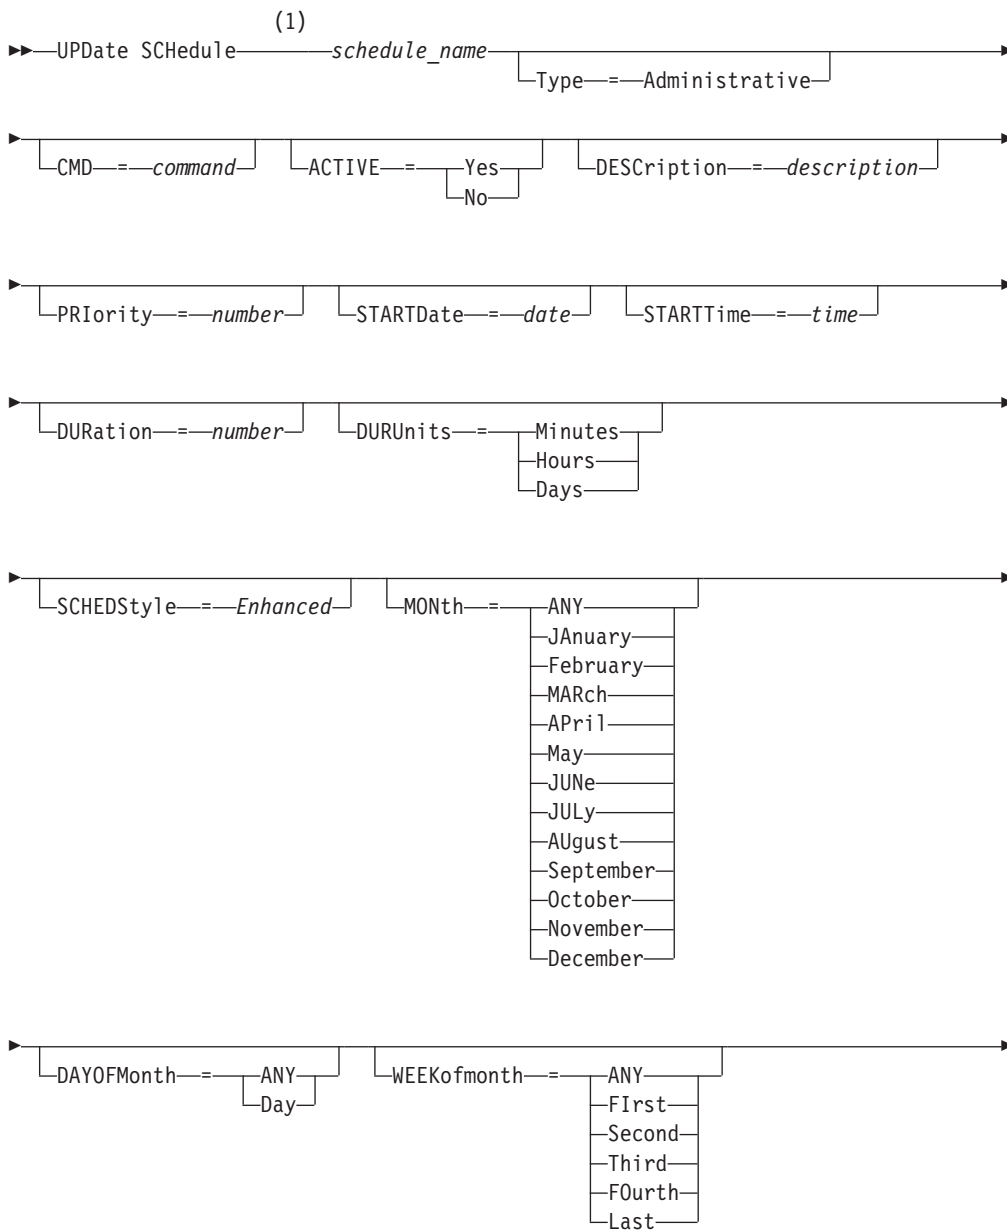 (1)
UPDate SCHedule schedule_name
Type = Administrative
CMD = command ACTIVE = Yes DESCription = description
No
PRIority = number STARTDate = date STARTTime = time
DURation = number DURUnits = Minutes
Hours
Days
SCHEDStyle = Enhanced MONth = ANY
JAnuary
February
MARch
APril
May
JUNe
JULy
AUgust
September
October
November
December
DAYOFMonth = ANY WEEKofmonth = ANY
Day FIrst
Second
Third
FOurth
Last